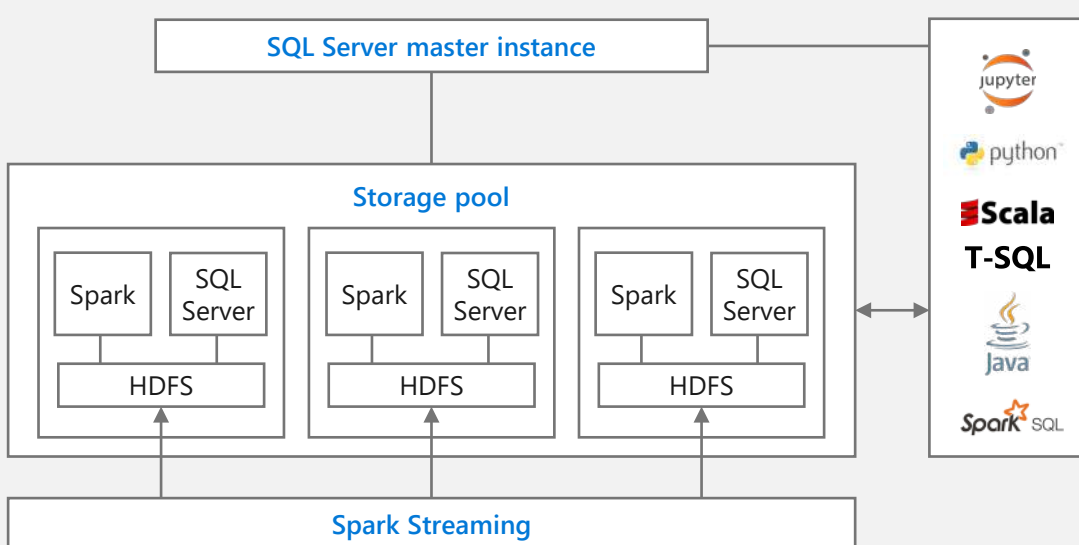 SQL Server master instance
Storage pool
Spark
SQL
Server
HDFS
Spark
SQL
Server
HDFS
Spark
SQL
Server
HDFS
Spark Streaming
jupyter
python™
Scala
T-SQL
Java
Spark SQL